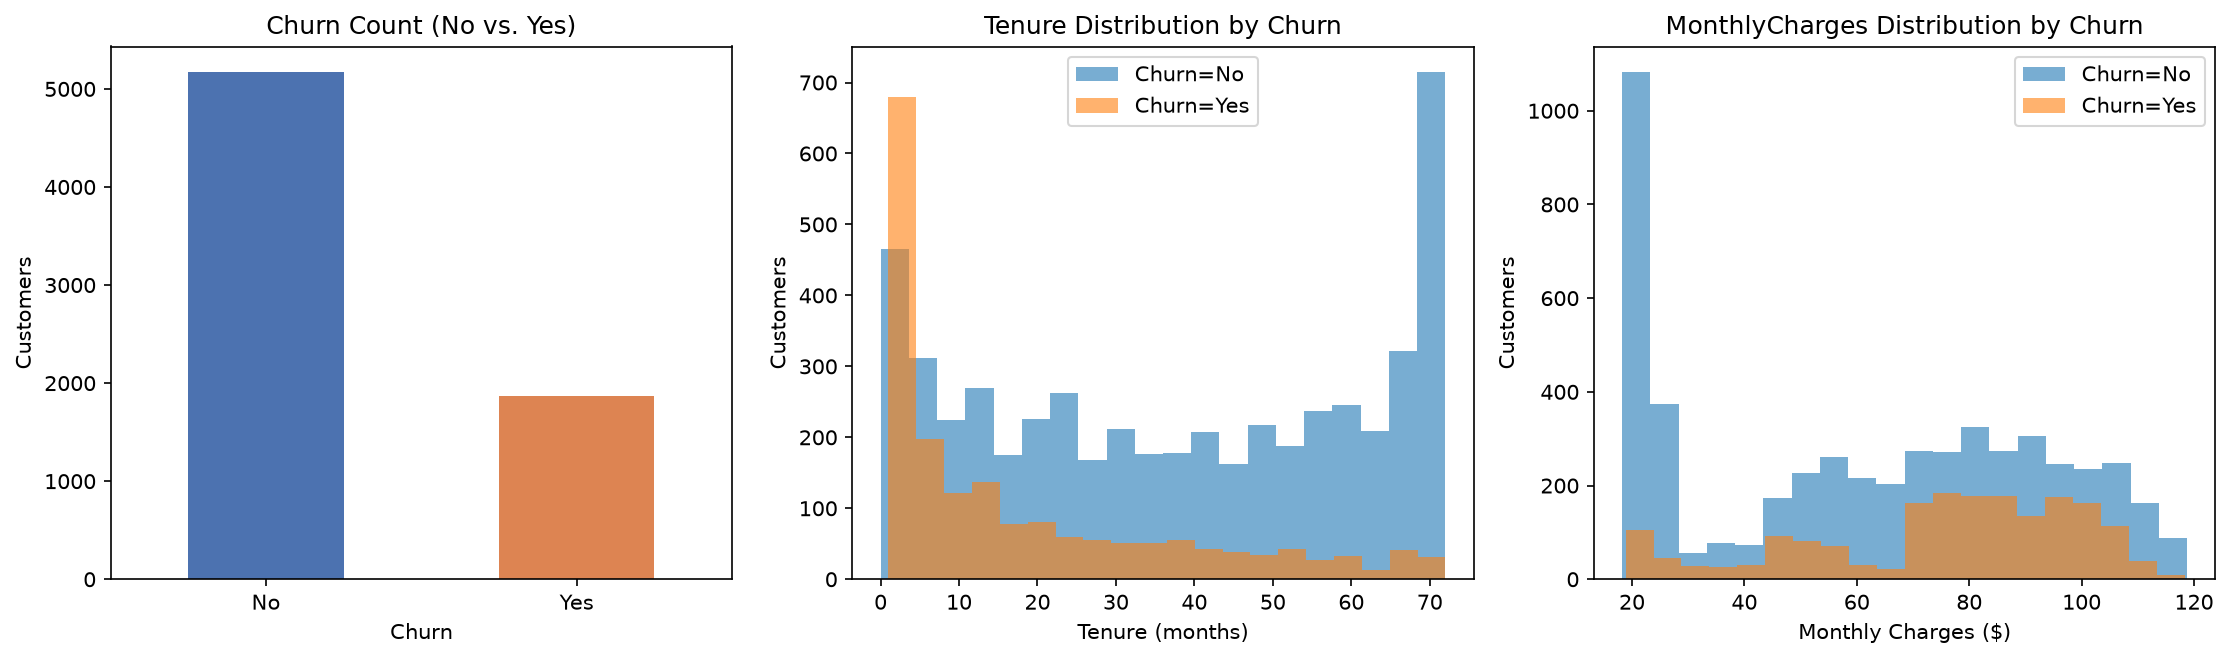 Churn Count (No vs. Yes)
Customers
5000
4000
3000
2000
1000
0
No
Yes
Churn
Tenure Distribution by Churn
Churn=No
Churn=Yes
Customers
700
600
500
400
300
200
100
0
0
10
20
30
40
50
60
70
Tenure (months)
MonthlyCharges Distribution by Churn
Churn=No
Churn=Yes
Customers
1000
800
600
400
200
0
20
40
60
80
100
120
Monthly Charges ($)